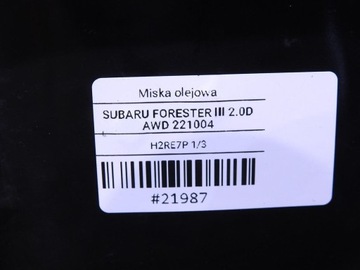 Miska olejowa
SUBARU FORESTER III 2.0D
AWD 221004
H2RE7P 1/3
#21987